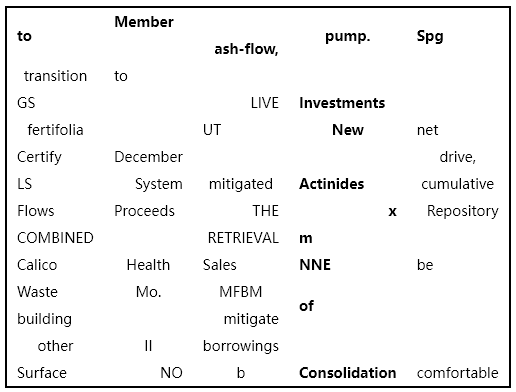 to Member ash-flow, pump. Spg
transition to
GS LIVE Investments
fertifolia UT New net
Certify December drive,
LS System mitigated Actinides cumulative
Flows Proceeds THE x Repository
COMBINED RETRIEVAL m
Calico Health Sales NNE be
Waste Mo. MFBM of
building mitigate
other II borrowings
Surface NO b Consolidation comfortable